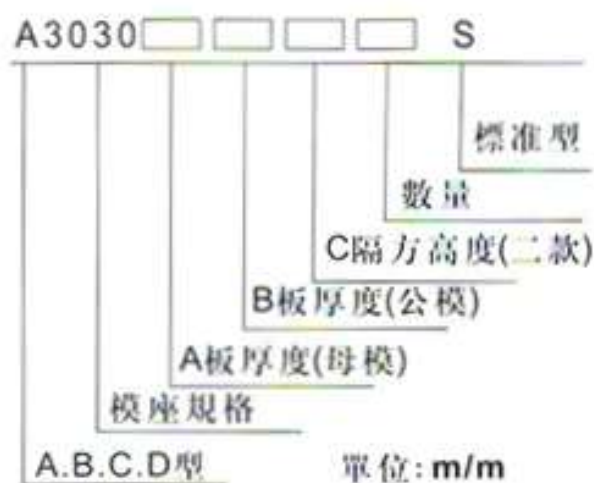 A3030□ □ □ □ S
標准型
數量
C隔方高度(二款)
B板厚度(公模)
A板厚度(母模)
模座規格
A.B.C.D型 單位:m/m